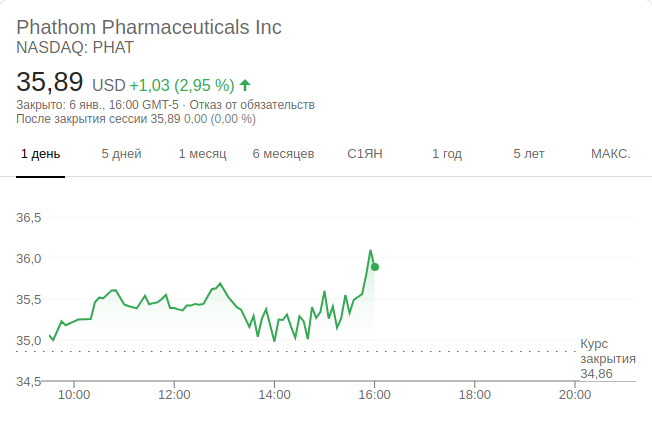 Phathom Pharmaceuticals Inc
NASDAQ: PHAT
35,89 USD +1,03 (2,95 %)
Закрыто: 6 янв., 16:00 GMT-5 · Отказ от обязательств
После закрытия сессии 35,89 0,00 (0,00 %)
1 день 5 дней 1 месяц 6 месяцев С1ЯН 1 год 5 лет МАКС.
36,5
36,0
35,5
35,0
Курс
закрытия
34,86
34,5
10:00 12:00 14:00 16:00 18:00 20:00